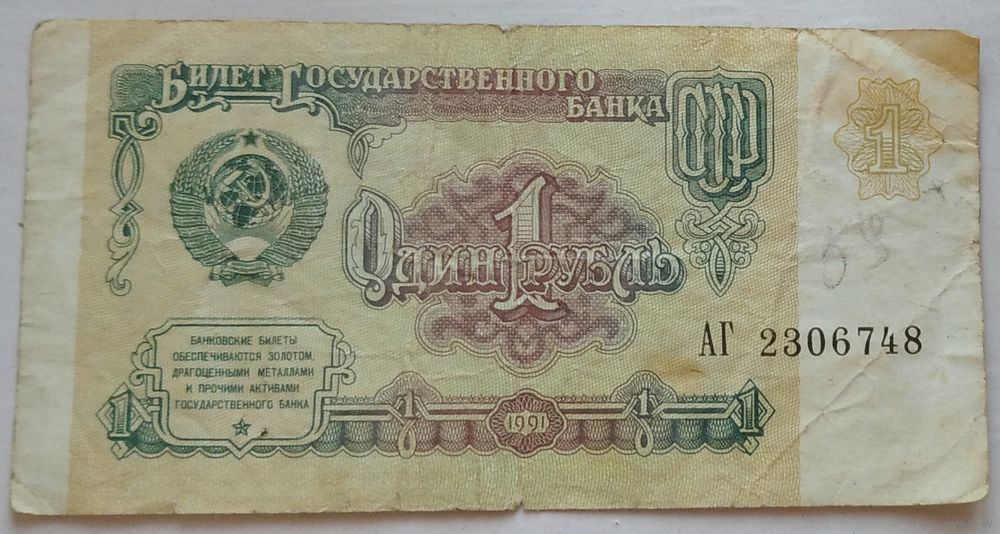 Билет Государственного
Банка
СССР
1
Один рубль
1
АГ 2306748
БАНКОВСКИЕ БИЛЕТЫ
ОБЕСПЕЧИВАЮТСЯ ЗОЛОТОМ,
ДРАГОЦЕННЫМИ МЕТАЛЛАМИ
И ПРОЧИМИ АКТИВАМИ
ГОСУДАРСТВЕННОГО БАНКА
1 1 1991 1 1